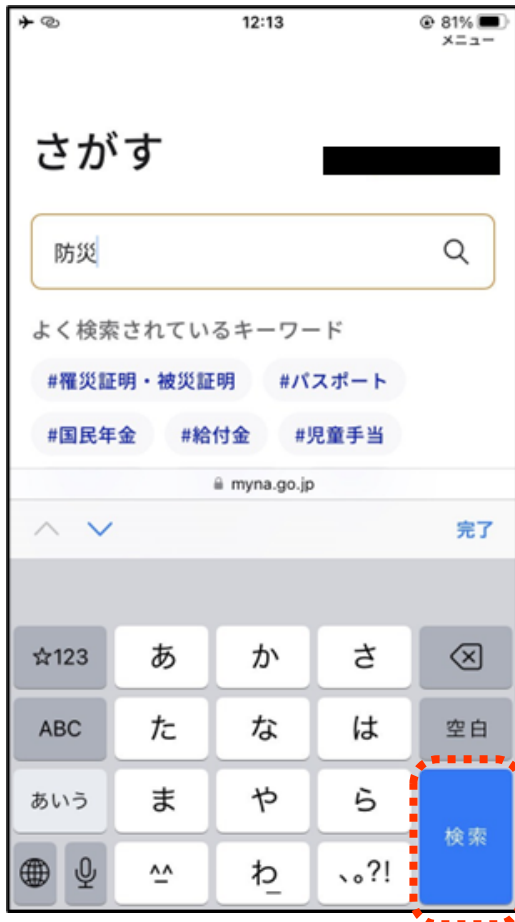 12:13
81%
メニュー
さがす
防災
よく検索されているキーワード
#罹災証明・被災証明 #パスポート
#国民年金 #給付金 #児童手当
myna.go.jp
完了
☆123 あ か さ
ABC た な は 空白
あいう ま や ら 検索
^^ わ_ 、。?!